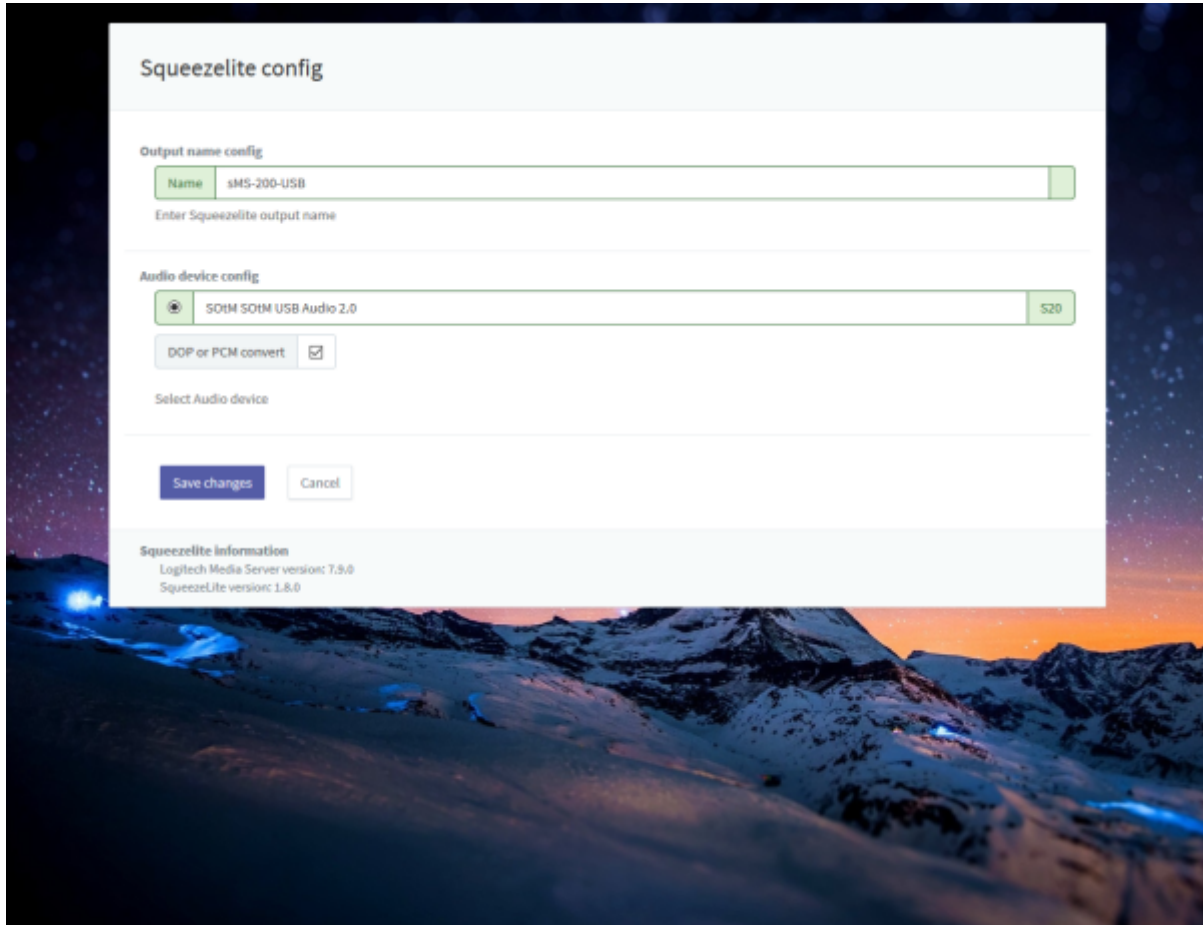 Squeezelite config
Output name config
Name sMS-200-USB
Enter Squeezelite output name
Audio device config
SOtM SOtM USB Audio 2.0 S20
DOP or PCM convert
Select Audio device
Save changes Cancel
Squeezelite information
Logitech Media Server version: 7.9.0
SqueezeLite version: 1.8.0